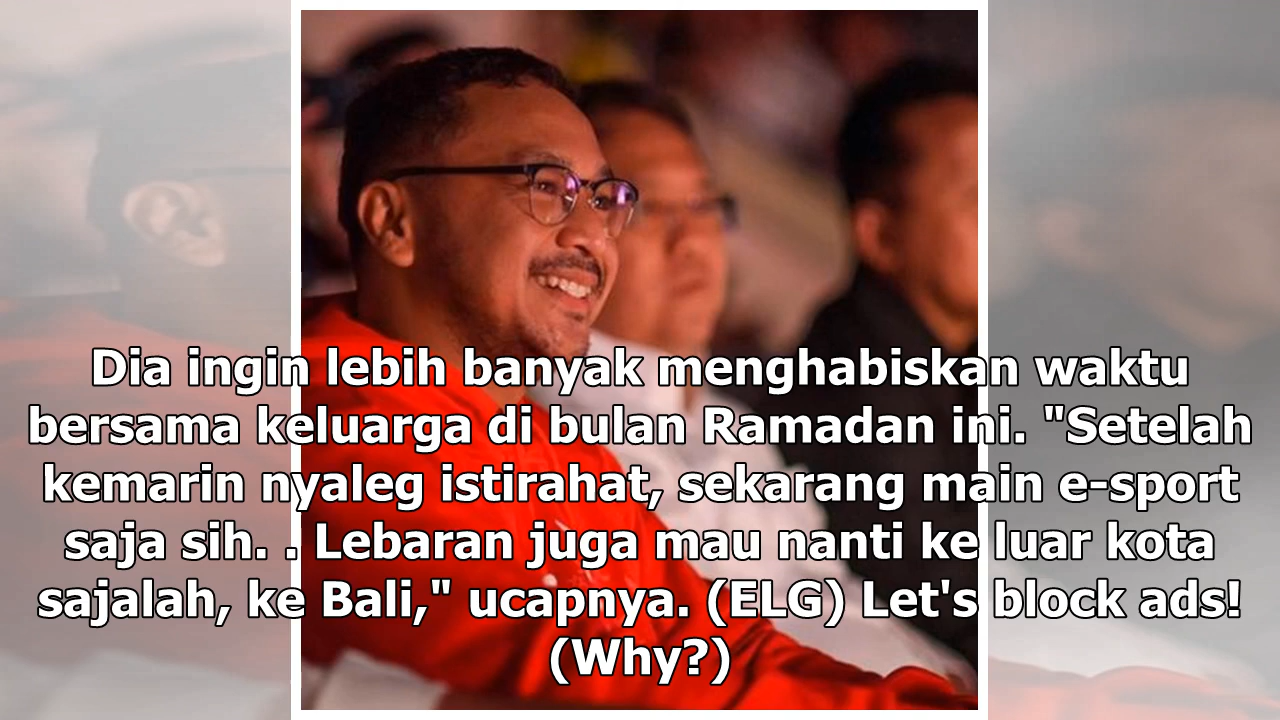 Dia ingin lebih banyak menghabiskan waktu
bersama keluarga di bulan Ramadan ini. "Setelah
kemarin nyaleg istirahat, sekarang main e-sport
saja sih. . Lebaran juga mau nanti ke luar kota
sajalah, ke Bali," ucapnya. (ELG) Let's block ads!
(Why?)